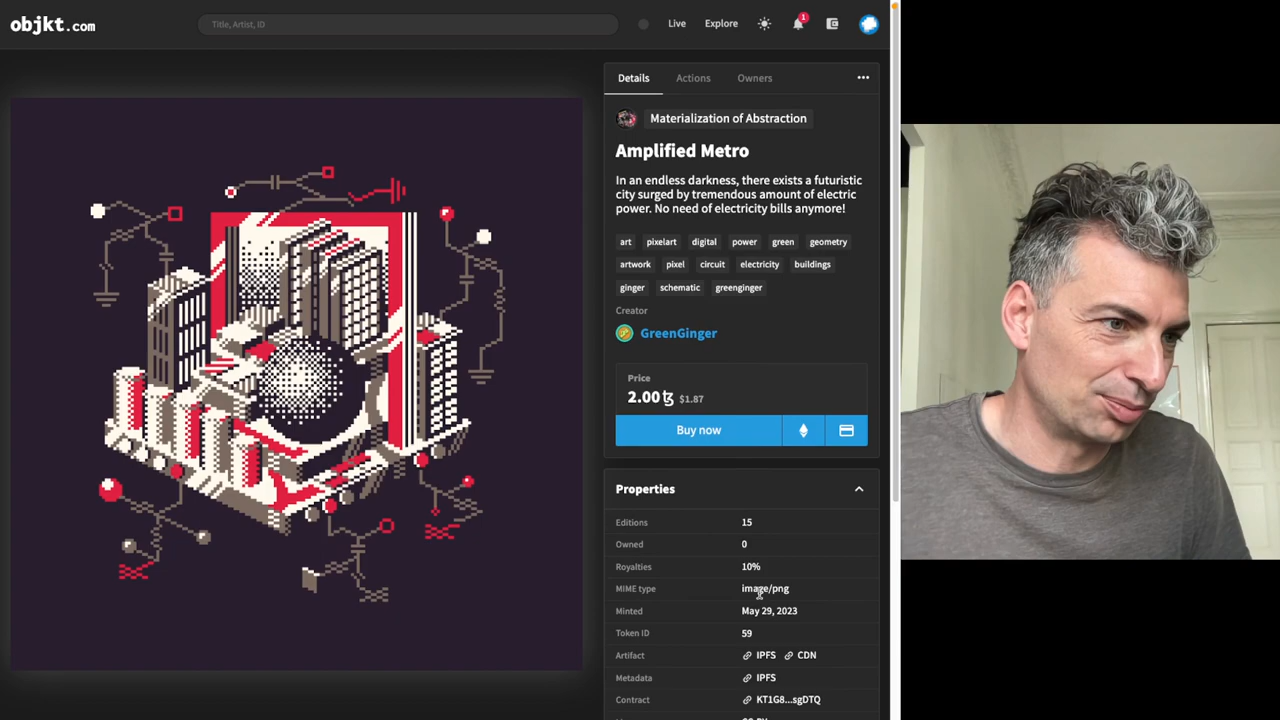 objkt.com
Title, Artist, ID
Live
Explore
1
Details
Actions
Owners
Materialization of Abstraction
Amplified Metro
In an endless darkness, there exists a futuristic
city surged by tremendous amount of electric
power. No need of electricity bills anymore!
art pixelart digital power green geometry
artwork pixel circuit electricity buildings
ginger schematic greenginger
Creator
GreenGinger
Price
2.00 ꜩ $1.87
Buy now
Properties
Editions 15
Owned 0
Royalties 10%
MIME type image/png
Minted May 29, 2023
Token ID 59
Artifact IPFS CDN
Metadata IPFS
Contract KT1G8...sgDTQ